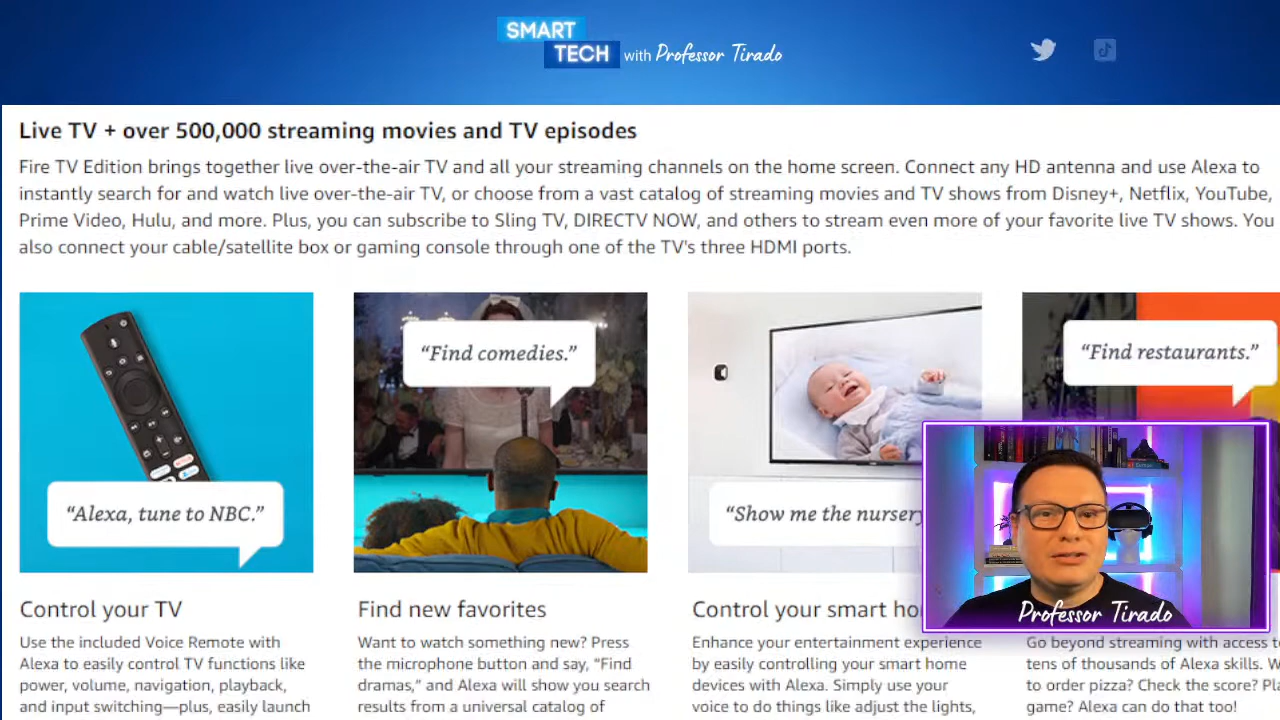 SMART
TECH with Professor Tirado
Live TV + over 500,000 streaming movies and TV episodes
Fire TV Edition brings together live over-the-air TV and all your streaming channels on the home screen. Connect any HD antenna and use Alexa to
instantly search for and watch live over-the-air TV, or choose from a vast catalog of streaming movies and TV shows from Disney+, Netflix, YouTube,
Prime Video, Hulu, and more. Plus, you can subscribe to Sling TV, DIRECTV NOW, and others to stream even more of your favorite live TV shows. You
also connect your cable/satellite box or gaming console through one of the TV's three HDMI ports.
“Alexa, tune to NBC.”
“Find comedies.”
“Show me the nursery
“Find restaurants.”
Professor Tirado
Control your TV
Use the included Voice Remote with
Alexa to easily control TV functions like
power, volume, navigation, playback,
and input switching—plus, easily launch
Find new favorites
Want to watch something new? Press
the microphone button and say, “Find
dramas,” and Alexa will show you search
results from a universal catalog of
Control your smart
Enhance your entertainment experience
by easily controlling your smart home
devices with Alexa. Simply use your
voice to do things like adjust the lights,
Go beyond streaming with access
tens of thousands of Alexa skills.
to order pizza? Check the score?
game? Alexa can do that too!